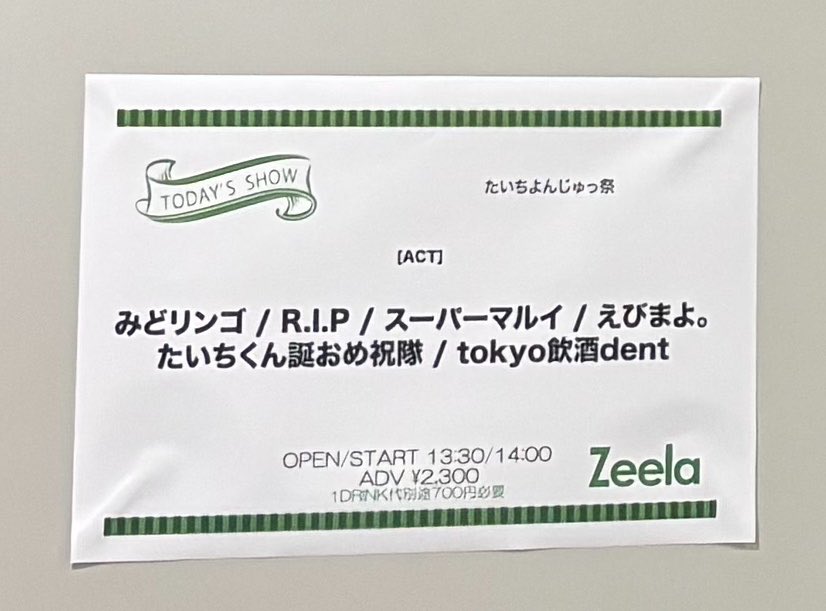 TODAY'S SHOW
たいちよんじゅっ祭
[ACT]
みどリンゴ / R.I.P / スーパーマルイ / えびまよ。
たいちくん誕おめ祝隊 / tokyo飲酒dent
OPEN/START 13:30/14:00
ADV ¥2,300
1DRINK代別途700円必要
Zeela